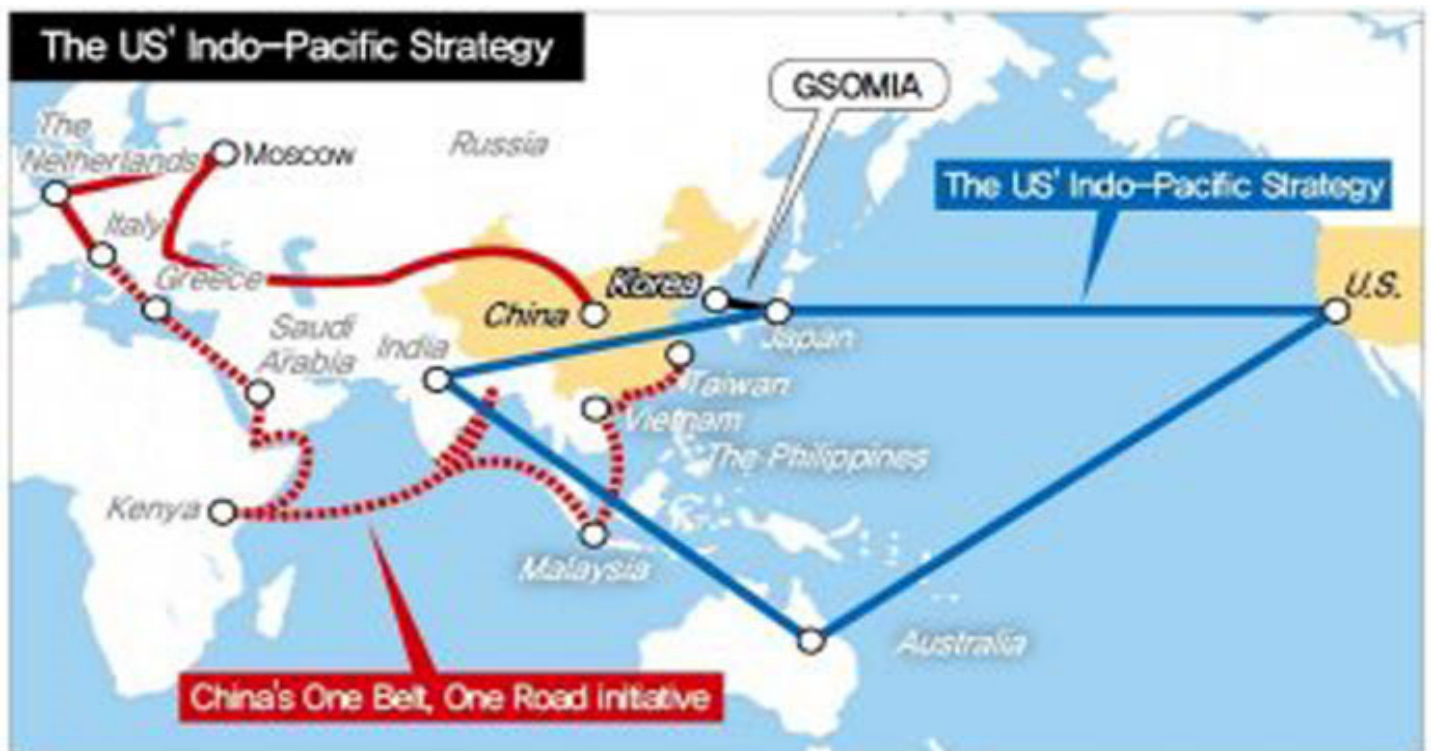 The US' Indo-Pacific Strategy
GSOMIA
The
Netherlands
Moscow
Russia
The US' Indo-Pacific Strategy
Italy
Greece
Korea
U.S.
China
Saudi
Arabia
India
Japan
Taiwan
Vietnam
The Philippines
Kenya
Malaysia
Australia
China's One Belt, One Road Initiative